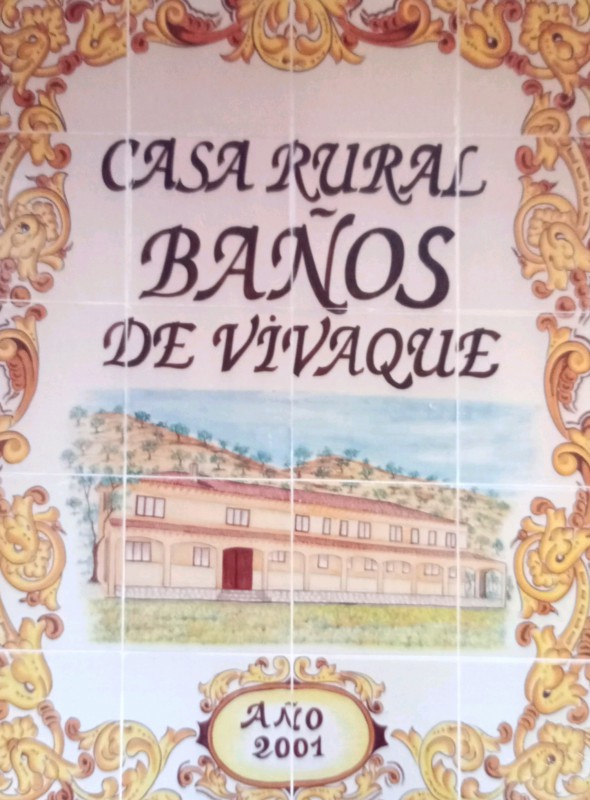 CASA RURAL
BAÑOS
DE VIVAQUE
AÑO
2001